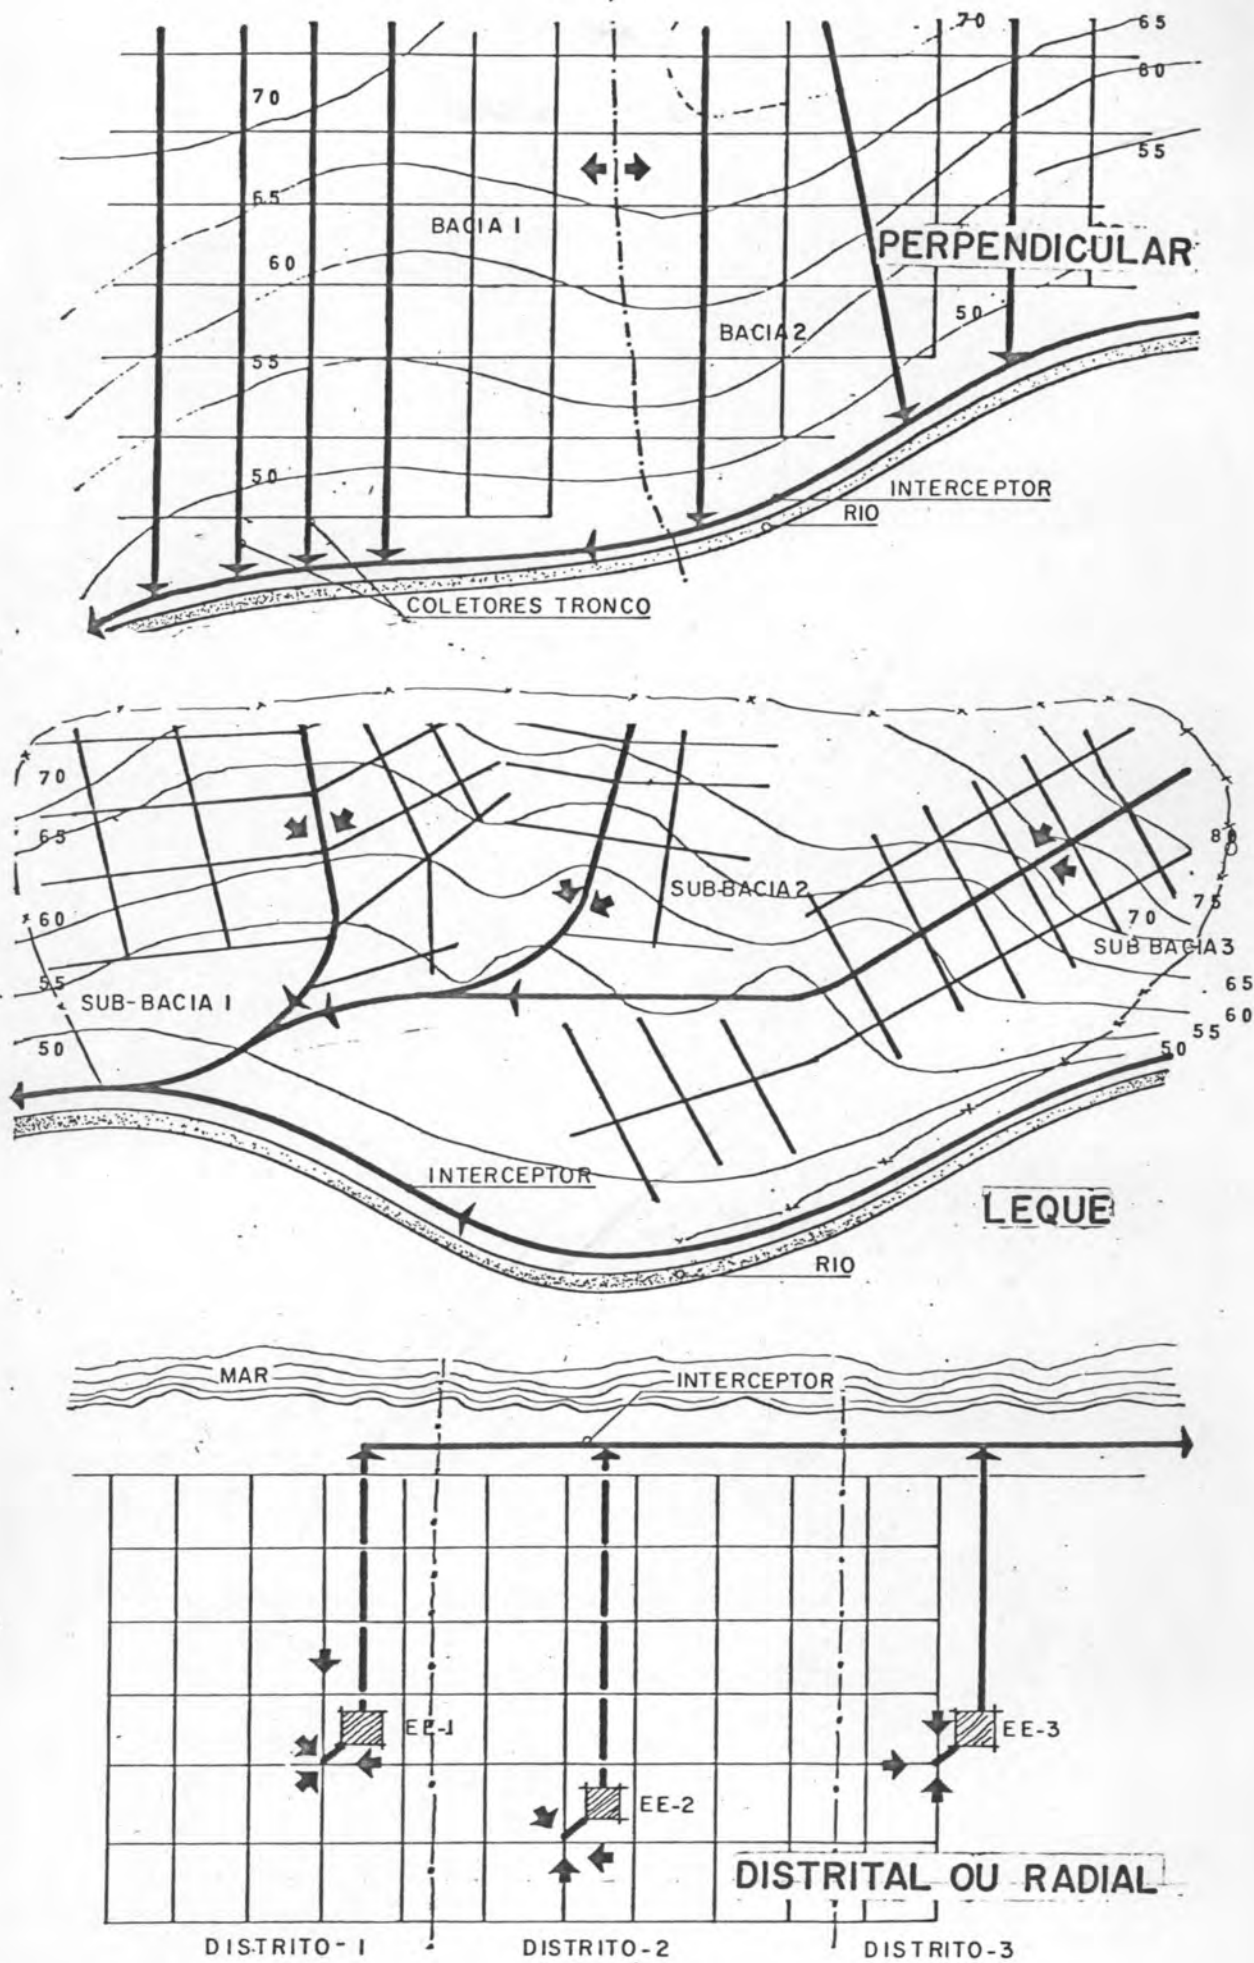 70
65
70
80
55
65
BACIA 1
PERPENDICULAR
60
50
BACIA 2
55
50
INTERCEPTOR
RIO
COLETORES TRONCO
70
65
80
SUB-BACIA 2
75
60
70
SUB BACIA 3
55
SUB-BACIA 1
65
60
55
50
50
INTERCEPTOR
LEQUE
RIO
MAR
INTERCEPTOR
EE-1
EE-3
EE-2
DISTRITAL OU RADIAL
DISTRITO-1
DISTRITO-2
DISTRITO-3